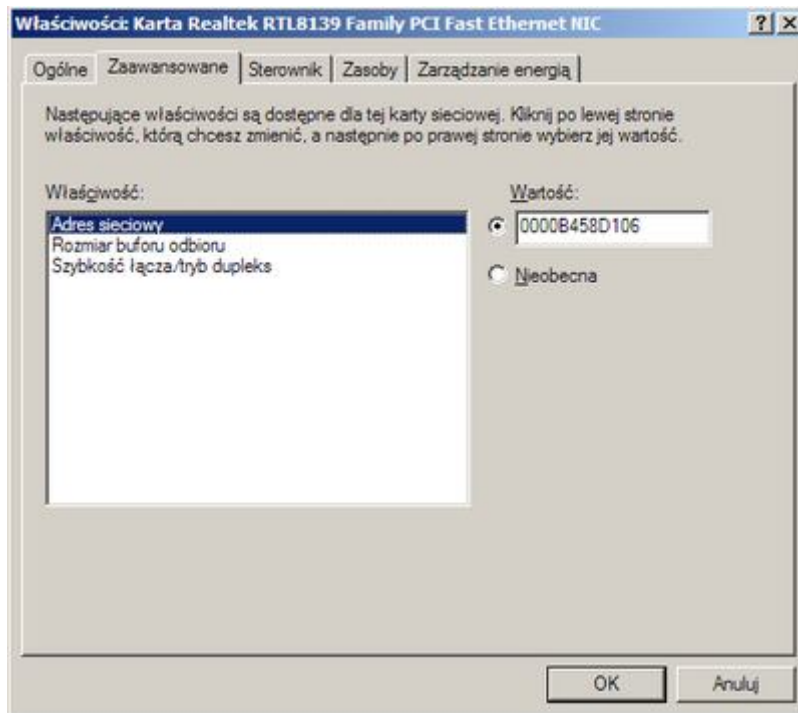 Właściwości: Karta Realtek RTL8139 Family PCI Fast Ethernet NIC
Ogólne
Zaawansowane
Sterownik
Zasoby
Zarządzanie energią
Następujące właściwości są dostępne dla tej karty sieciowej. Kliknij po lewej stronie
właściwość, którą chcesz zmienić, a następnie po prawej stronie wybierz jej wartość.
Właściwość:
Adres sieciowy
Rozmiar buforu odbioru
Szybkość łącza/tryb dupleks
Wartość:
0000B458D106
Nieobecna
OK
Anuluj